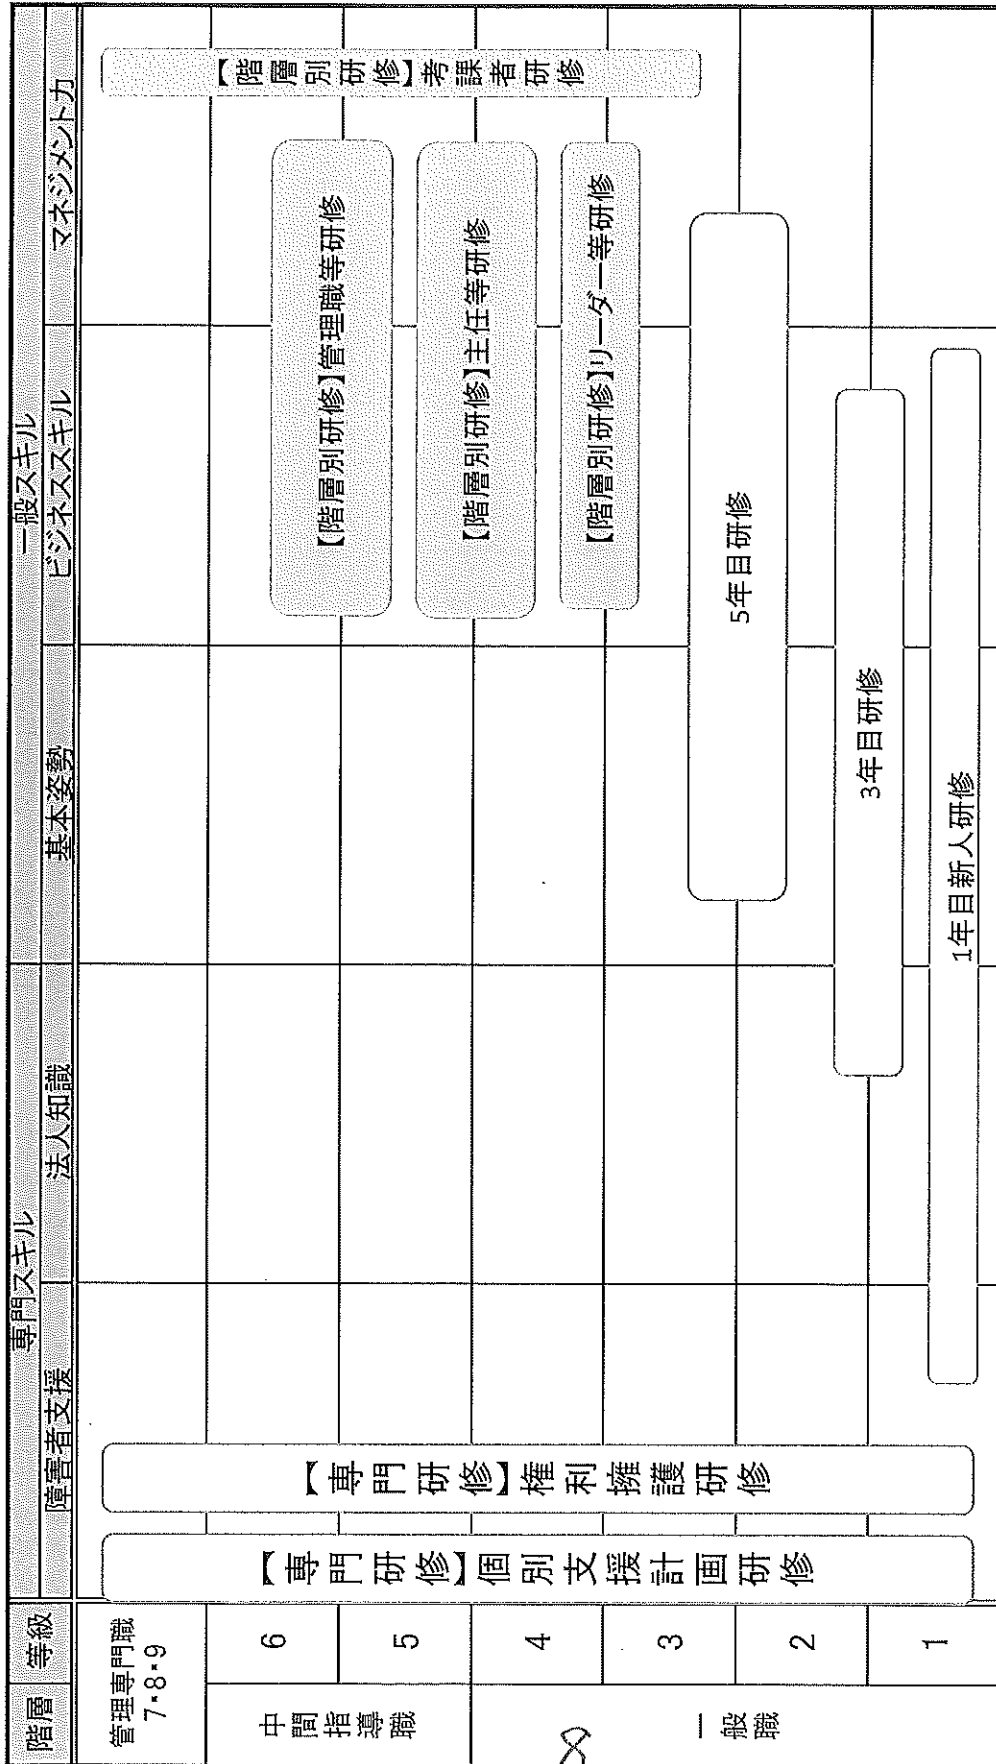 階層 等級 専門スキル 一般スキル
障害者支援 法人知識 基本姿勢 ビジネススキル マネジメント力
管理専門職
7・8・9
中間指導職
6
5
一般職
4
3
2
1
【専門研修】個別支援計画研修
【専門研修】権利擁護研修
【階層別研修】考課者研修
【階層別研修】管理職等研修
【階層別研修】主任等研修
【階層別研修】リーダー等研修
5年目研修
3年目研修
1年目新人研修
8